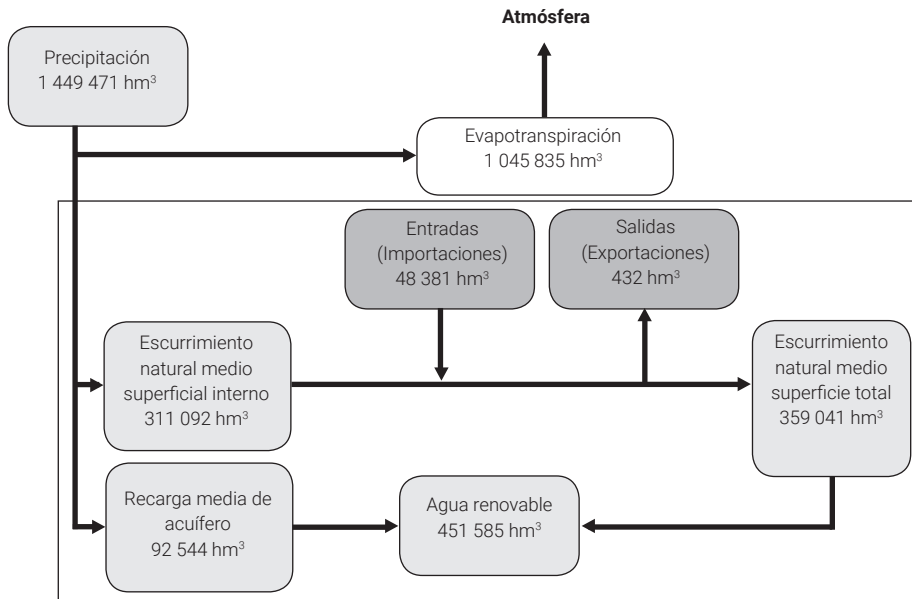 Atmósfera
Precipitación
1 449 471 hm³
Evapotranspiración
1 045 835 hm³
Entradas
(Importaciones)
48 381 hm³
Salidas
(Exportaciones)
432 hm³
Escurrimiento
natural medio
superficial interno
311 092 hm³
Escurrimiento
natural medio
superficie total
359 041 hm³
Recarga media de
acuífero
92 544 hm³
Agua renovable
451 585 hm³